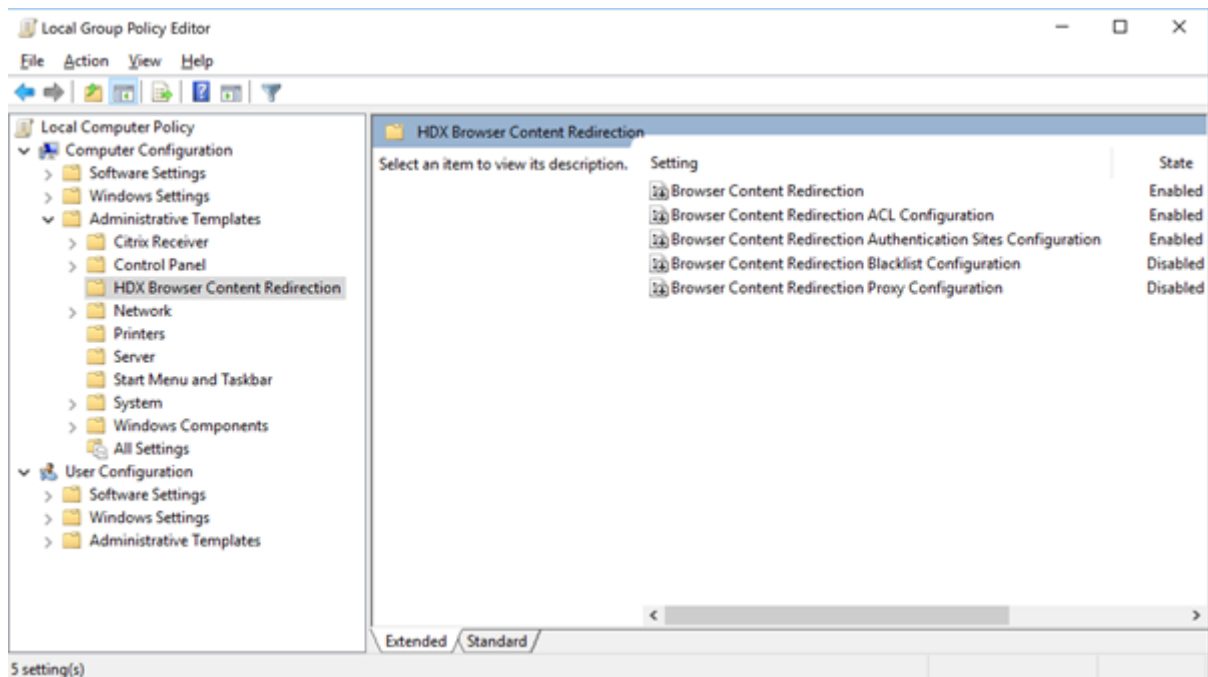 Local Group Policy Editor
File Action View Help
Local Computer Policy
Computer Configuration
Software Settings
Windows Settings
Administrative Templates
Citrix Receiver
Control Panel
HDX Browser Content Redirection
Network
Printers
Server
Start Menu and Taskbar
System
Windows Components
All Settings
User Configuration
Software Settings
Windows Settings
Administrative Templates
HDX Browser Content Redirection
Select an item to view its description.
Setting State
Browser Content Redirection Enabled
Browser Content Redirection ACL Configuration Enabled
Browser Content Redirection Authentication Sites Configuration Enabled
Browser Content Redirection Blacklist Configuration Disabled
Browser Content Redirection Proxy Configuration Disabled
Extended Standard
5 setting(s)